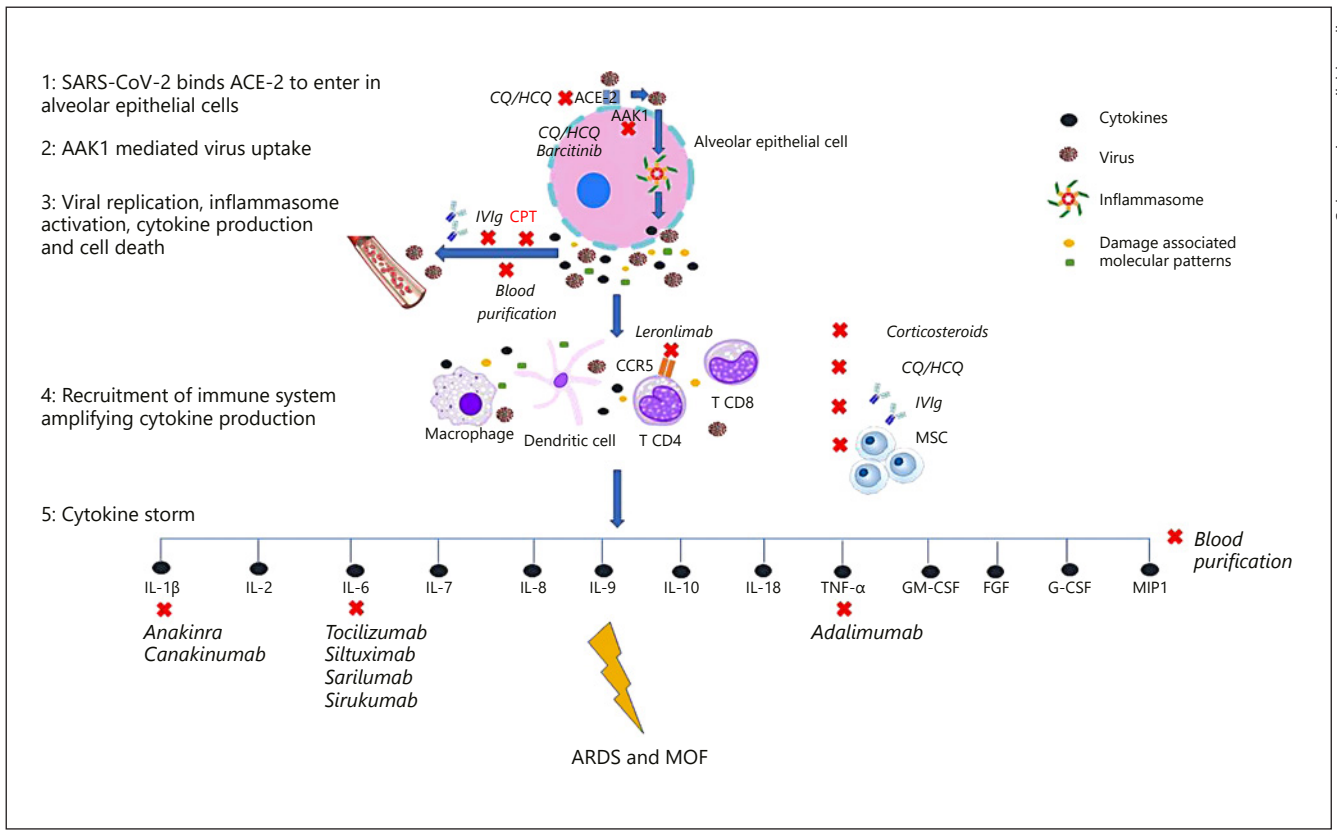 1: SARS-CoV-2 binds ACE-2 to enter in
alveolar epithelial cells
2: AAK1 mediated virus uptake
3: Viral replication, inflammasome
activation, cytokine production
and cell death
CQ/HCQ
ACE-2
AAK1
CQ/HCQ
Barcitinib
Alveolar epithelial cell
Cytokines
Virus
Inflammasome
Damage associated
molecular patterns
IVIg CPT
Blood
purification
4: Recruitment of immune system
amplifying cytokine production
Leronlimab
CCR5
T CD8
Macrophage
Dendritic cell
T CD4
Corticosteroids
CQ/HCQ
IVIg
MSC
5: Cytokine storm
Blood
purification
IL-1β
IL-2
IL-6
IL-7
IL-8
IL-9
IL-10
IL-18
TNF-α
GM-CSF
FGF
G-CSF
MIP1
Anakinra
Canakinumab
Tocilizumab
Siltuximab
Sarilumab
Sirukumab
Adalimumab
ARDS and MOF